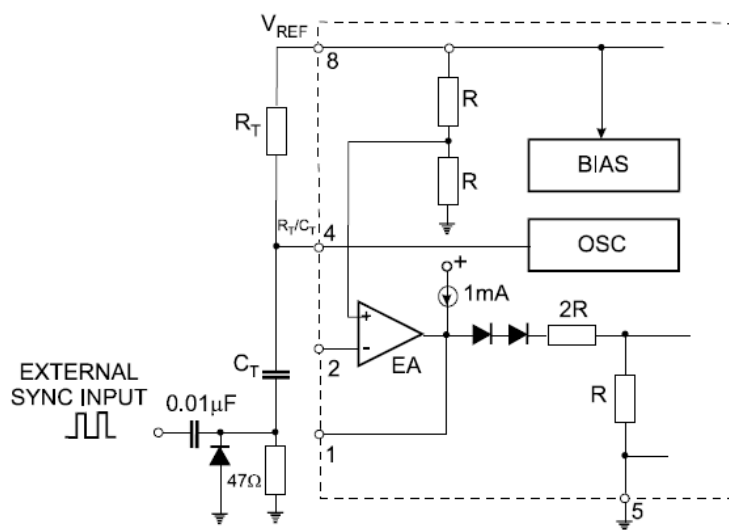 V_REF
8
R
R_T
R
BIAS
R_T/C_T
4
OSC
+
1mA
+
2R
-
2
EA
C_T
EXTERNAL
SYNC INPUT
0.01µF
R
1
47Ω
5